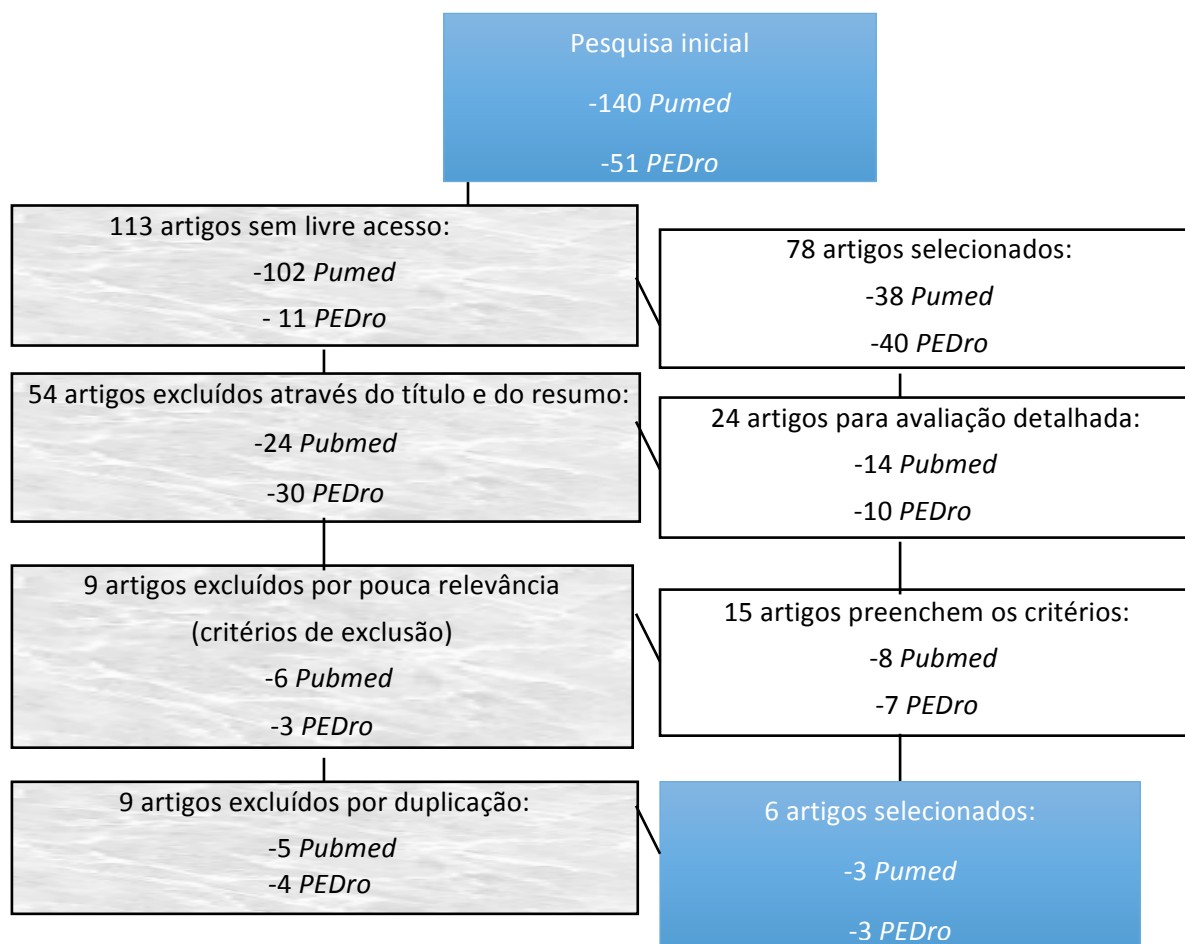 Pesquisa inicial
-140 Pumed
-51 PEDro
113 artigos sem livre acesso:
-102 Pumed
- 11 PEDro
78 artigos selecionados:
-38 Pumed
-40 PEDro
54 artigos excluídos através do título e do resumo:
-24 Pubmed
-30 PEDro
24 artigos para avaliação detalhada:
-14 Pubmed
-10 PEDro
9 artigos excluídos por pouca relevância
(critérios de exclusão)
-6 Pubmed
-3 PEDro
15 artigos preenchem os critérios:
-8 Pubmed
-7 PEDro
9 artigos excluídos por duplicação:
-5 Pubmed
-4 PEDro
6 artigos selecionados:
-3 Pumed
-3 PEDro